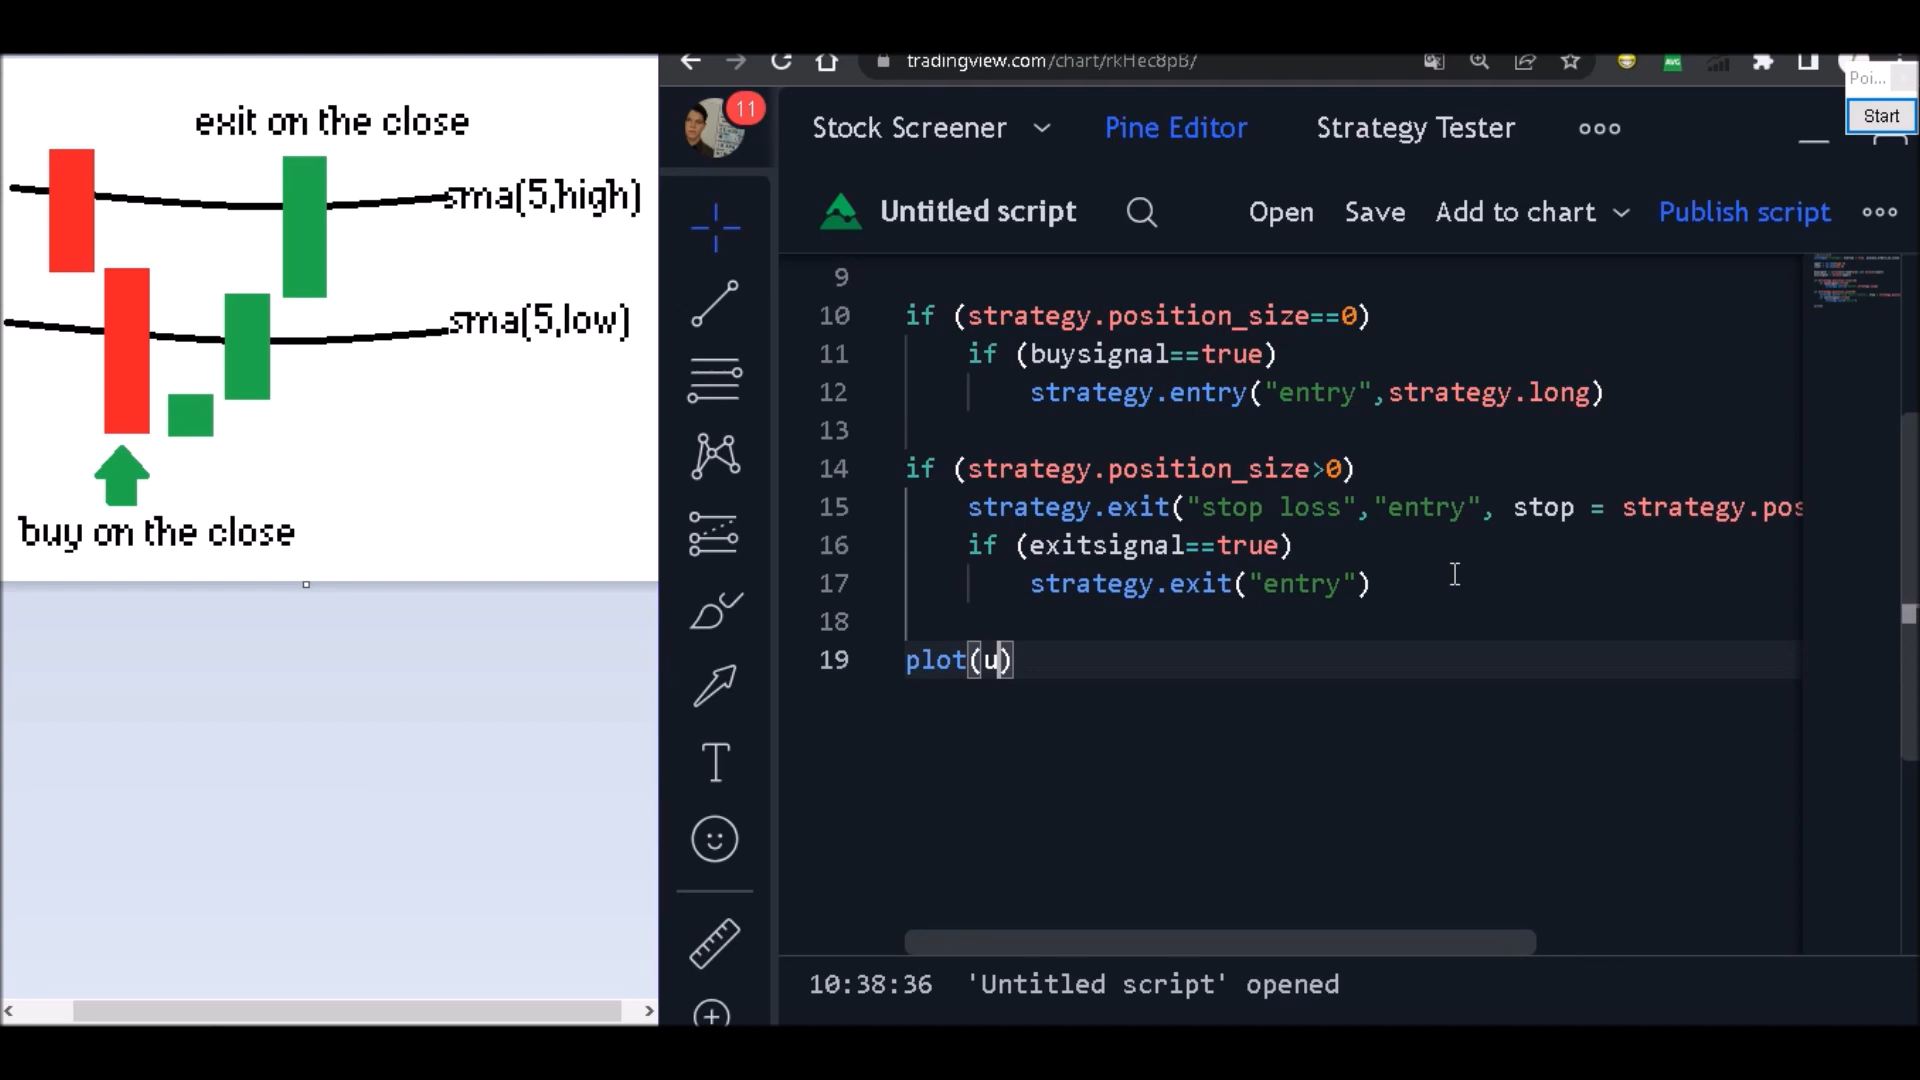 exit on the close
sma(5,high)
sma(5,low)
buy on the close
tradingview.com/chart/rkHec8pB/
Poi...
Start
11
Stock Screener
Pine Editor
Strategy Tester
Untitled script
Open
Save
Add to chart
Publish script
9
10 if (strategy.position_size==0)
11 if (buysignal==true)
12 strategy.entry("entry",strategy.long)
13
14 if (strategy.position_size>0)
15 strategy.exit("stop loss","entry", stop = strategy.pos
16 if (exitsignal==true)
17 strategy.exit("entry")
18
19 plot(u)
10:38:36 'Untitled script' opened